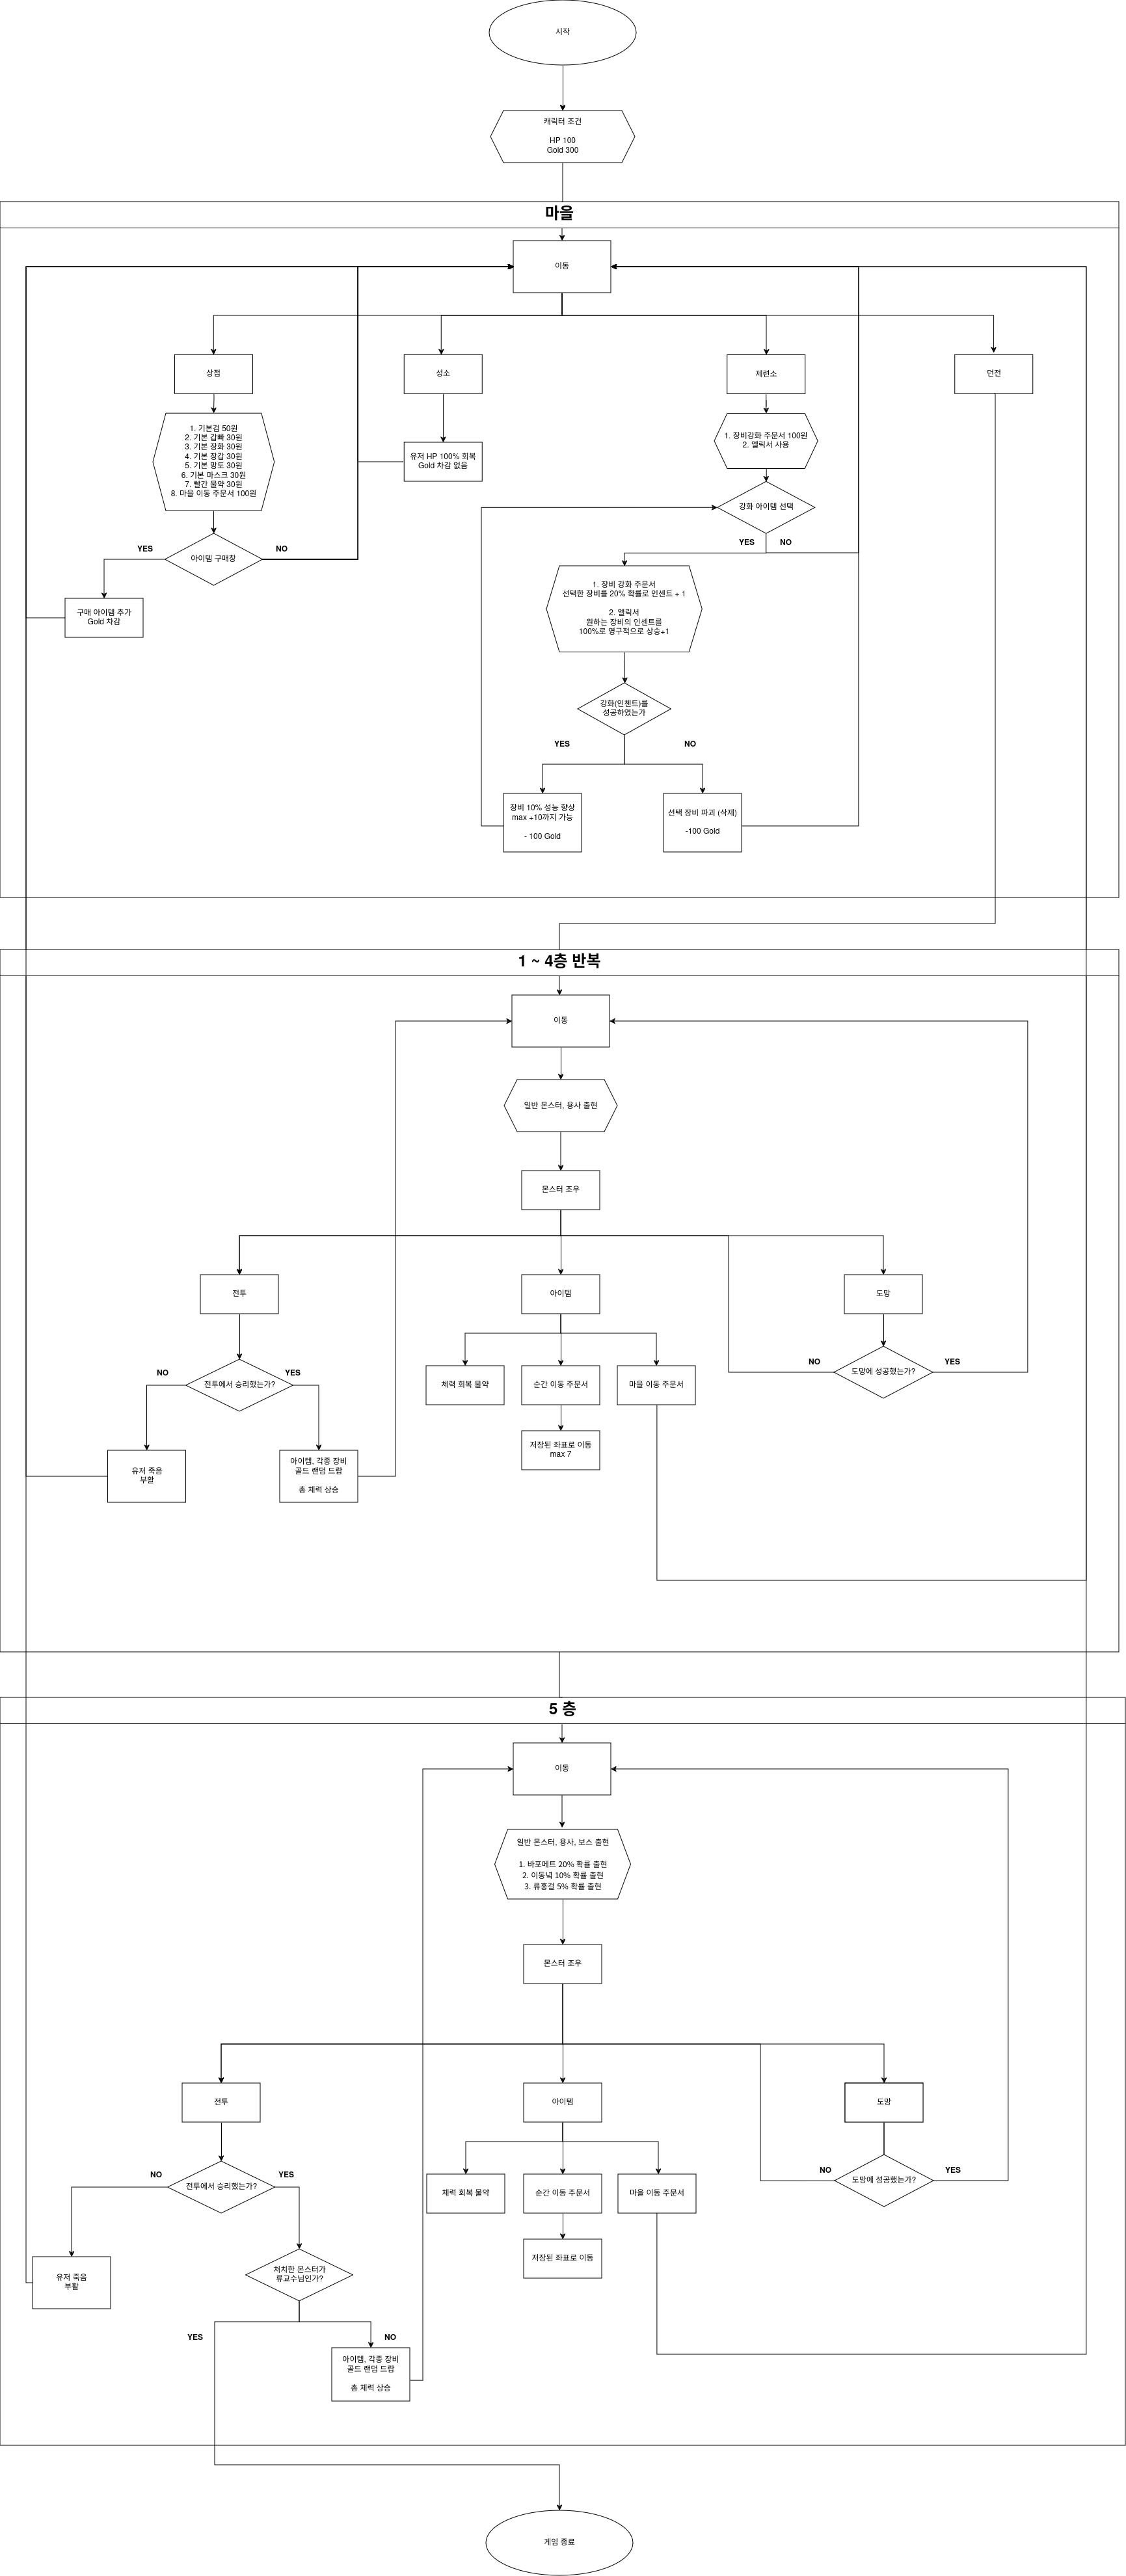 시작
캐릭터 조건
HP 100
Gold 300
마을
이동
상점
성소
제련소
던전
1. 기본검 50원
2. 기본 갑빠 30원
3. 기본 장화 30원
4. 기본 장갑 30원
5. 기본 망토 30원
6. 기본 마스크 30원
7. 빨간 물약 30원
8. 마을 이동 주문서 100원
유저 HP 100% 회복
Gold 차감 없음
1. 장비강화 주문서 100원
2. 엘릭서 사용
강화 아이템 선택
YES
NO
아이템 구매창
YES
NO
구매 아이템 추가
Gold 차감
1. 장비 강화 주문서
선택한 장비를 20% 확률로 인센트 + 1
2. 엘릭서
원하는 장비의 인센트를
100%로 영구적으로 상승+1
강화(인첸트)를
성공하였는가
YES
NO
장비 10% 성능 향상
max +10까지 가능
- 100 Gold
선택 장비 파괴 (삭제)
-100 Gold
1 ~ 4층 반복
이동
일반 몬스터, 용사 출현
몬스터 조우
전투
아이템
도망
NO
전투에서 승리했는가?
YES
체력 회복 물약
순간 이동 주문서
마을 이동 주문서
NO
도망에 성공했는가?
YES
저장된 좌표로 이동
max 7
유저 죽음
부활
아이템, 각종 장비
골드 랜덤 드랍
총 체력 상승
5 층
이동
일반 몬스터, 용사, 보스 출현
1. 바포메트 20% 확률 출현
2. 이동녘 10% 확률 출현
3. 류홍걸 5% 확률 출현
몬스터 조우
전투
아이템
도망
NO
전투에서 승리했는가?
YES
체력 회복 물약
순간 이동 주문서
마을 이동 주문서
NO
도망에 성공했는가?
YES
저장된 좌표로 이동
유저 죽음
부활
처치한 몬스터가
류교수님인가?
YES
NO
아이템, 각종 장비
골드 랜덤 드랍
총 체력 상승
게임 종료